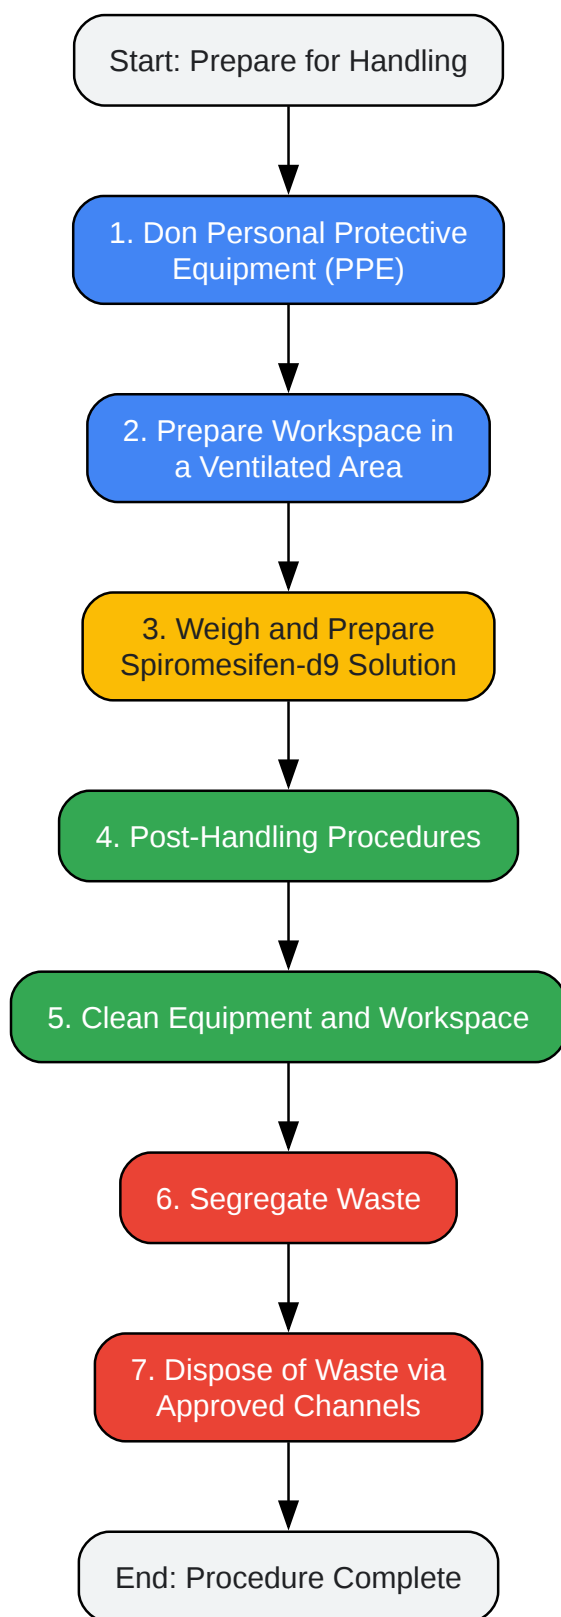 Start: Prepare for Handling
1. Don Personal Protective
Equipment (PPE)
2. Prepare Workspace in
a Ventilated Area
3. Weigh and Prepare
Spiromesifen-d9 Solution
4. Post-Handling Procedures
5. Clean Equipment and Workspace
6. Segregate Waste
7. Dispose of Waste via
Approved Channels
End: Procedure Complete